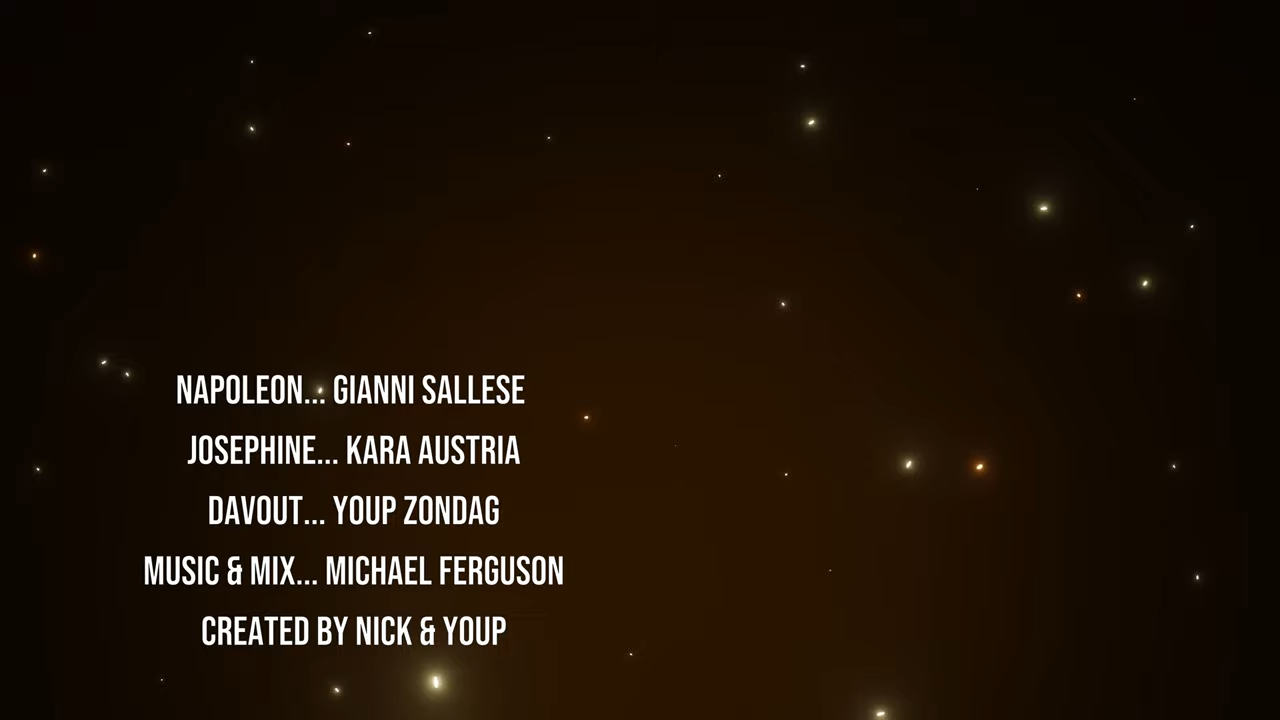 NAPOLEON... GIANNI SALLESE
JOSEPHINE... KARA AUSTRIA
DAVOUT... YOUP ZONDAG
MUSIC & MIX... MICHAEL FERGUSON
CREATED BY NICK & YOUP